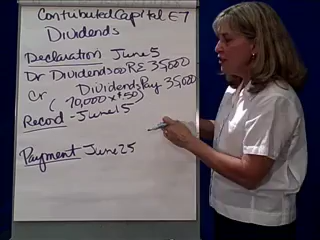 Contributed Capital E7
Dividends
Declaration June 5
Dr Dividends or RE 35,000
Cr Dividends Pay 35,000
(70,000 x $.50)
Record - June 15
Payment June 25